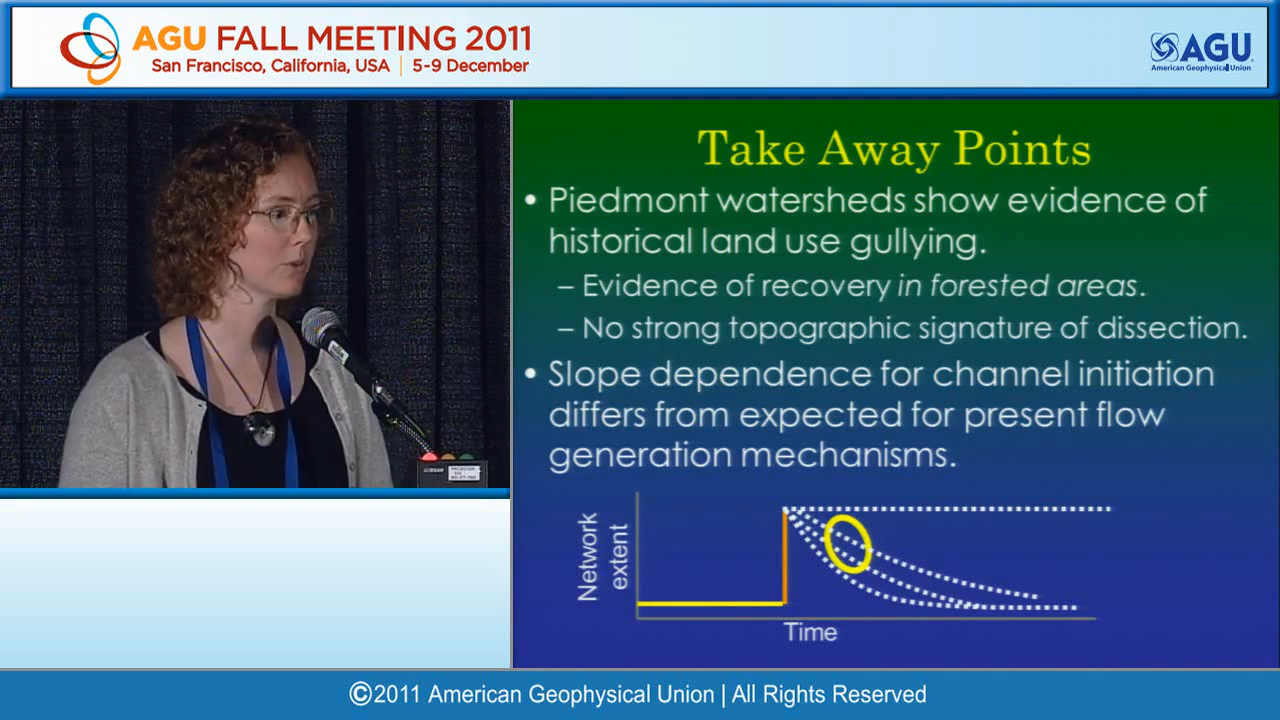 AGU FALL MEETING 2011
San Francisco, California, USA | 5-9 December
AGU
American Geophysical Union
Take Away Points
• Piedmont watersheds show evidence of
historical land use gullying.
– Evidence of recovery in forested areas.
– No strong topographic signature of dissection.
• Slope dependence for channel initiation
differs from expected for present flow
generation mechanisms.
Network
extent
Time
©2011 American Geophysical Union | All Rights Reserved